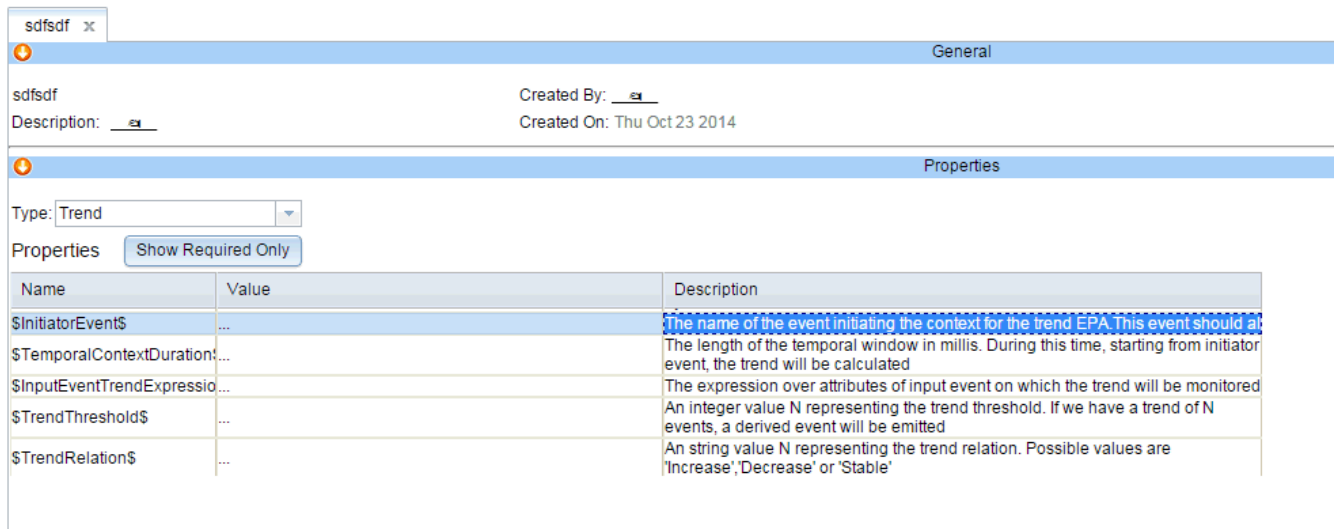 sdfsdf x
General
sdfsdf
Created By:
Description:
Created On: Thu Oct 23 2014
Properties
Type: Trend
Properties Show Required Only
Name Value Description
$InitiatorEvent$ ... The name of the event initiating the context for the trend EPA.This event should al
$TemporalContextDuration$ ... The length of the temporal window in millis. During this time, starting from initiator
event, the trend will be calculated
$InputEventTrendExpressio ... The expression over attributes of input event on which the trend will be monitored
$TrendThreshold$ ... An integer value N representing the trend threshold. If we have a trend of N
events, a derived event will be emitted
$TrendRelation$ ... An string value N representing the trend relation. Possible values are
'Increase','Decrease' or 'Stable'